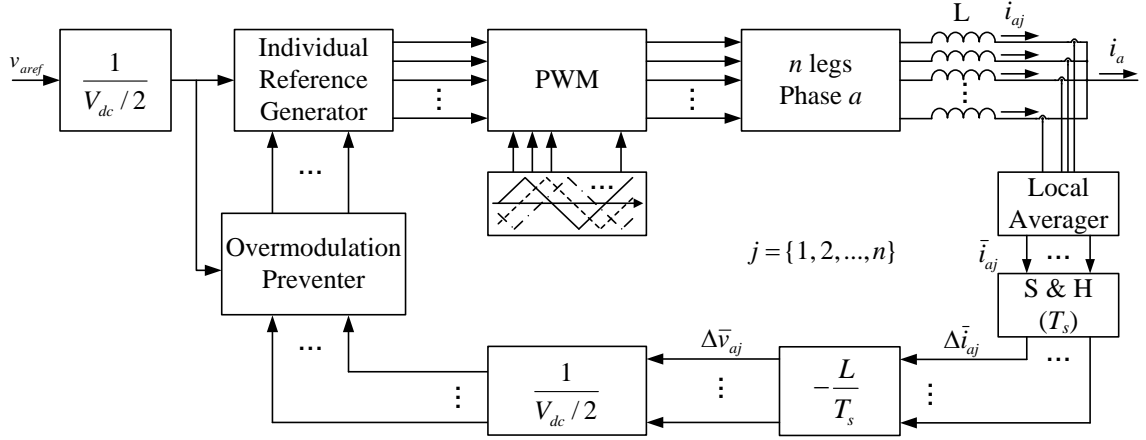 v_aref
1
V_dc / 2
Individual
Reference
Generator
...
PWM
...
n legs
Phase a
L
i_aj
i_a
...
...
...
Local
Averager
Overmodulation
Preventer
j = {1, 2, ..., n}
ī_aj
...
S & H
(T_s)
...
Δv̄_aj
Δī_aj
...
1
V_dc / 2
...
−L
T_s
...
...